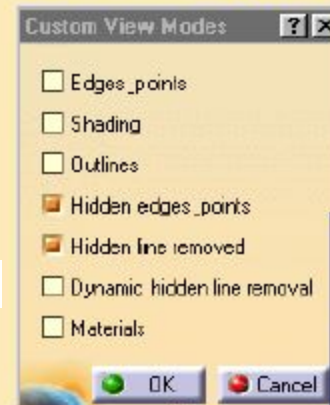 Custom View Modes ? X
Edges_points
Shading
Outlines
Hidden edges_points
Hidden line removed
Dynamic hidden line removal
Materials
OK Cancel